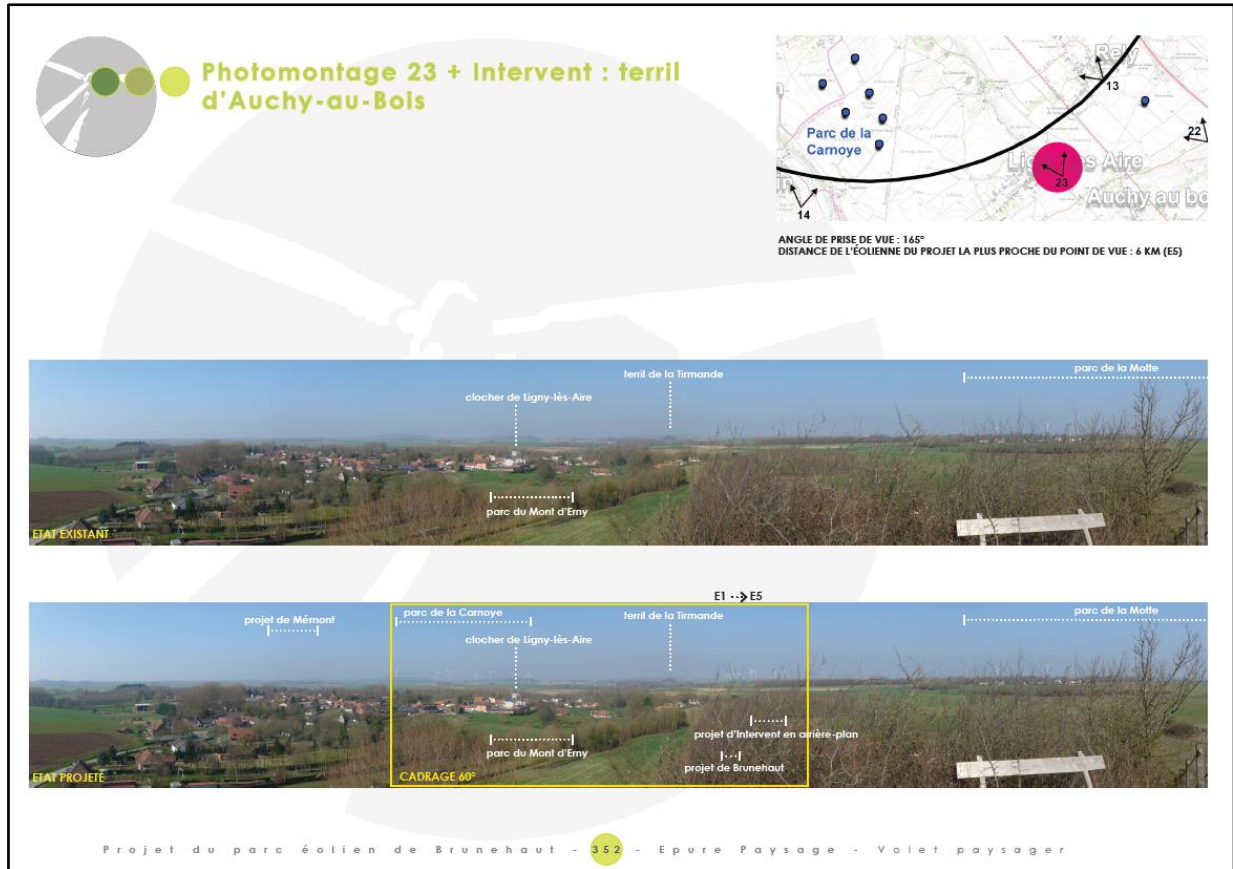 Photomontage 23 + Intervent : terril
d'Auchy-au-Bois
Rely
13
Parc de la
Carnoye
22
23
Auchy au bo
14
ANGLE DE PRISE DE VUE : 165°
DISTANCE DE L'ÉOLIENNE DU PROJET LA PLUS PROCHE DU POINT DE VUE : 6 KM (E5)
terril de la Tirmande
parc de la Motte
clocher de Ligny-lès-Aire
parc du Mont d'Erny
ETAT EXISTANT
E1 ··> E5
projet de Mémont
parc de la Carnoye
terril de la Tirmande
parc de la Motte
clocher de Ligny-lès-Aire
projet d'Intervent en arrière-plan
parc du Mont d'Erny
projet de Brunehaut
ETAT PROJETÉ
CADRAGE 60°
Projet du parc éolien de Brunehaut - 352 - Epure Paysage - Volet paysager